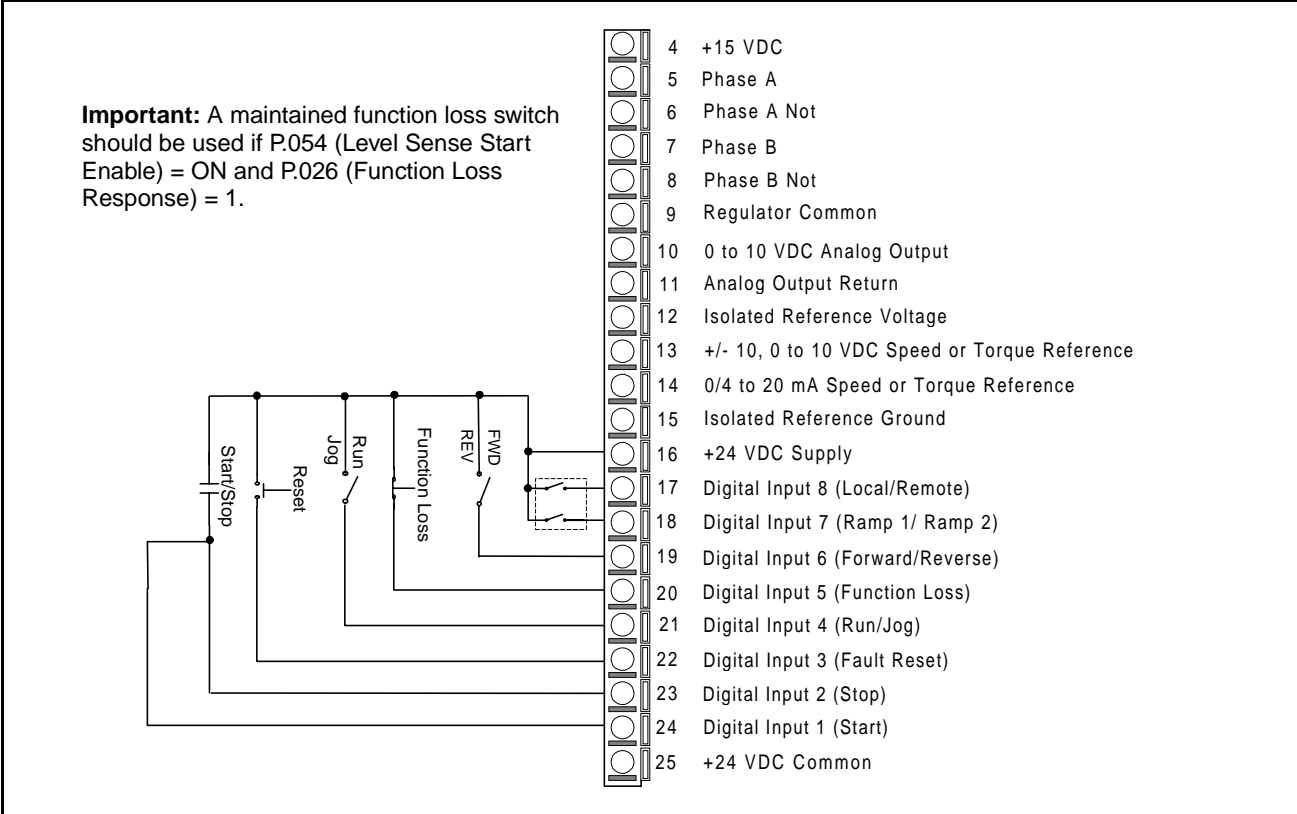 Important: A maintained function loss switch
should be used if P.054 (Level Sense Start
Enable) = ON and P.026 (Function Loss
Response) = 1.
4 +15 VDC
5 Phase A
6 Phase A Not
7 Phase B
8 Phase B Not
9 Regulator Common
10 0 to 10 VDC Analog Output
11 Analog Output Return
12 Isolated Reference Voltage
13 +/- 10, 0 to 10 VDC Speed or Torque Reference
14 0/4 to 20 mA Speed or Torque Reference
15 Isolated Reference Ground
16 +24 VDC Supply
17 Digital Input 8 (Local/Remote)
18 Digital Input 7 (Ramp 1/ Ramp 2)
19 Digital Input 6 (Forward/Reverse)
20 Digital Input 5 (Function Loss)
21 Digital Input 4 (Run/Jog)
22 Digital Input 3 (Fault Reset)
23 Digital Input 2 (Stop)
24 Digital Input 1 (Start)
25 +24 VDC Common
Start/Stop
Reset
Run
Jog
Function Loss
FWD
REV